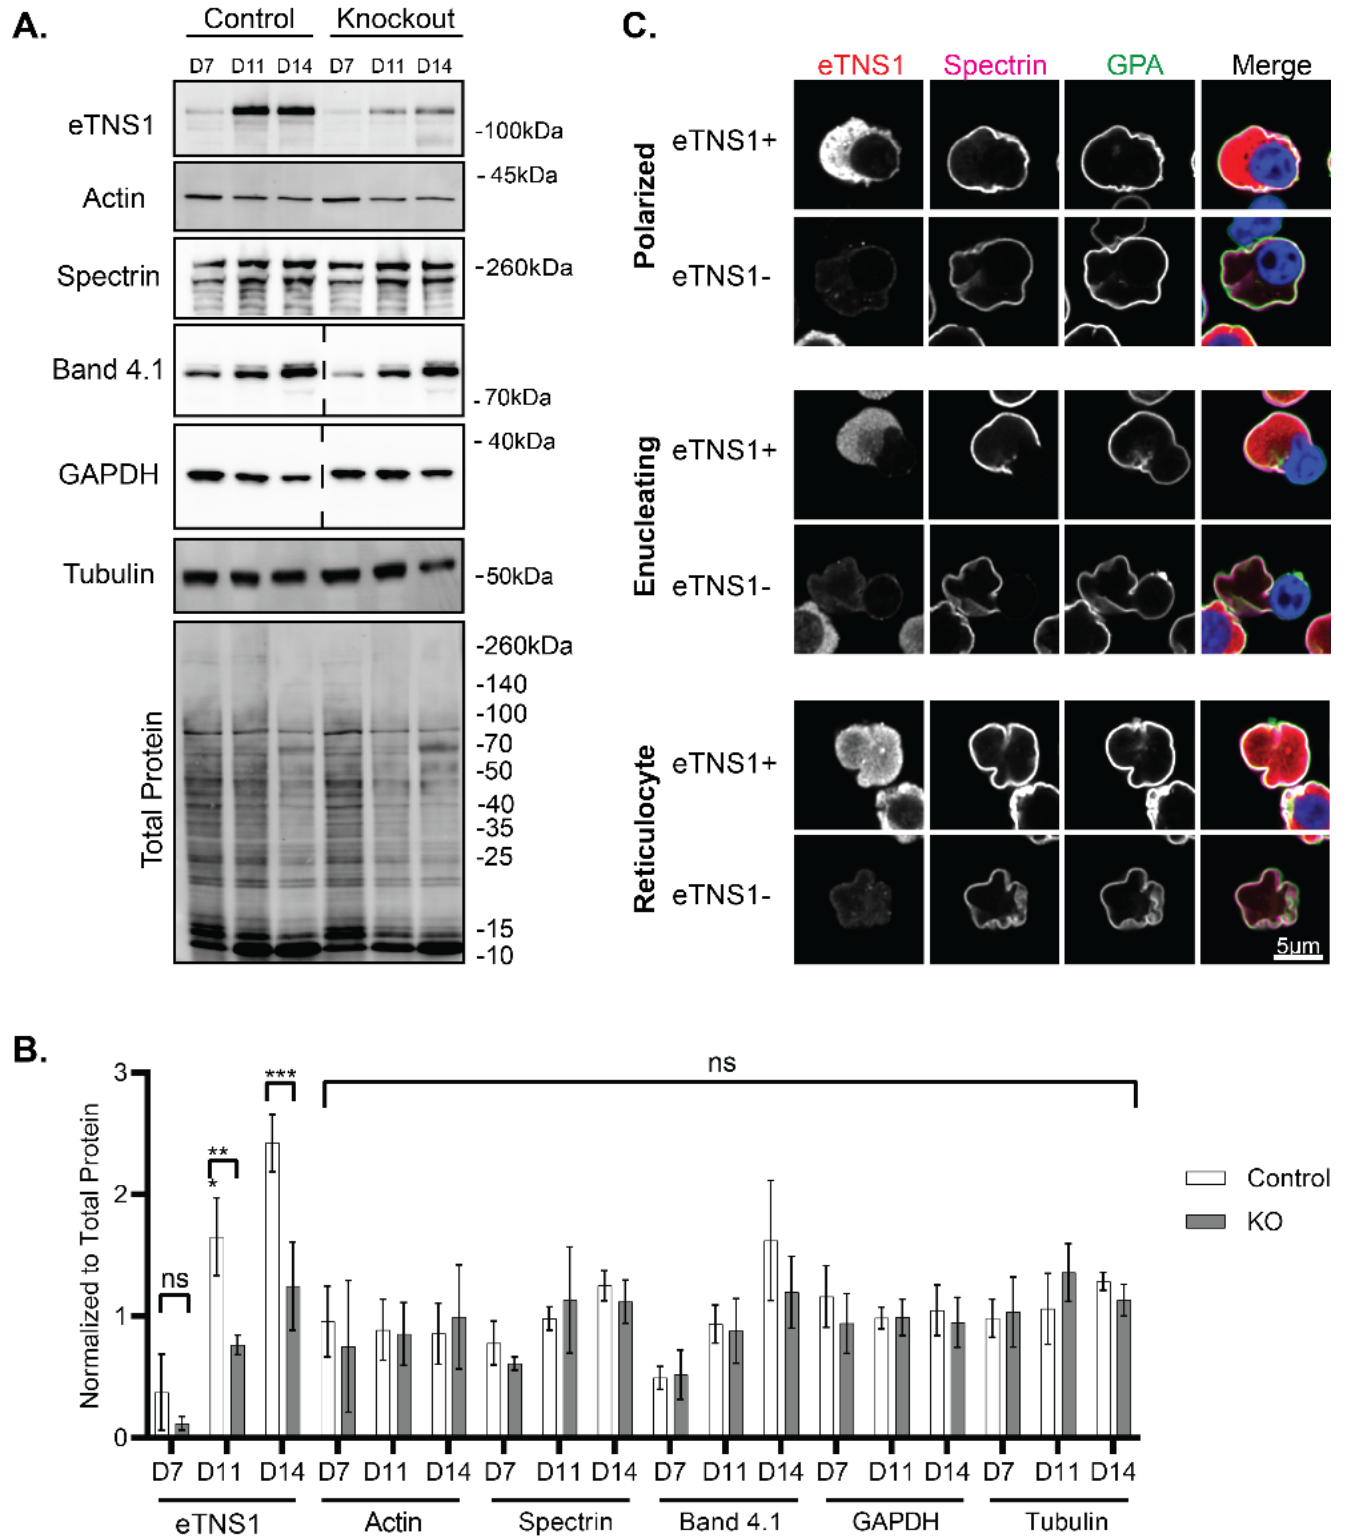 A.
Control Knockout
D7 D11 D14 D7 D11 D14
eTNS1
-100kDa
- 45kDa
Actin
Spectrin
-260kDa
Band 4.1
- 70kDa
- 40kDa
GAPDH
Tubulin
-50kDa
Total Protein
-260kDa
-140
-100
-70
-50
-40
-35
-25
-15
-10
C.
eTNS1 Spectrin GPA Merge
Polarized
eTNS1+
eTNS1-
Enucleating
eTNS1+
eTNS1-
Reticulocyte
eTNS1+
eTNS1-
5µm
B.
Normalized to Total Protein
3
2
1
0
ns
**
*
***
ns
Control
KO
D7 D11 D14 D7 D11 D14 D7 D11 D14 D7 D11 D14 D7 D11 D14 D7 D11 D14
eTNS1 Actin Spectrin Band 4.1 GAPDH Tubulin